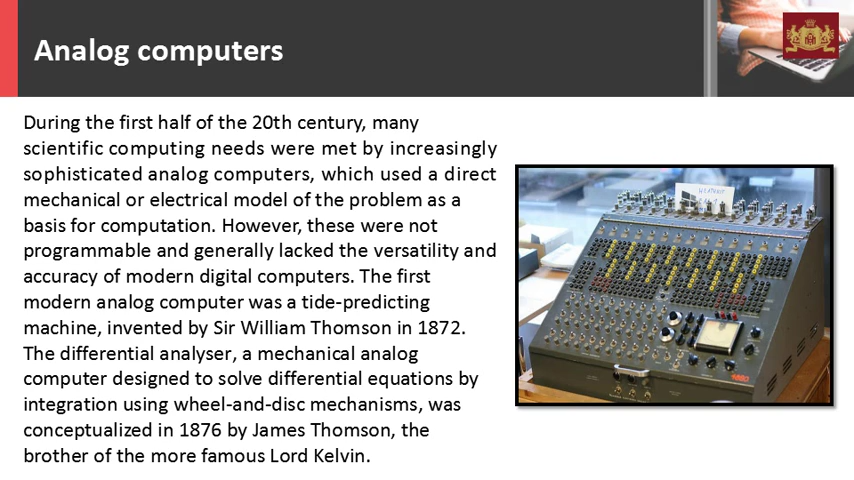 Analog computers
During the first half of the 20th century, many
scientific computing needs were met by increasingly
sophisticated analog computers, which used a direct
mechanical or electrical model of the problem as a
basis for computation. However, these were not
programmable and generally lacked the versatility and
accuracy of modern digital computers. The first
modern analog computer was a tide-predicting
machine, invented by Sir William Thomson in 1872.
The differential analyser, a mechanical analog
computer designed to solve differential equations by
integration using wheel-and-disc mechanisms, was
conceptualized in 1876 by James Thomson, the
brother of the more famous Lord Kelvin.